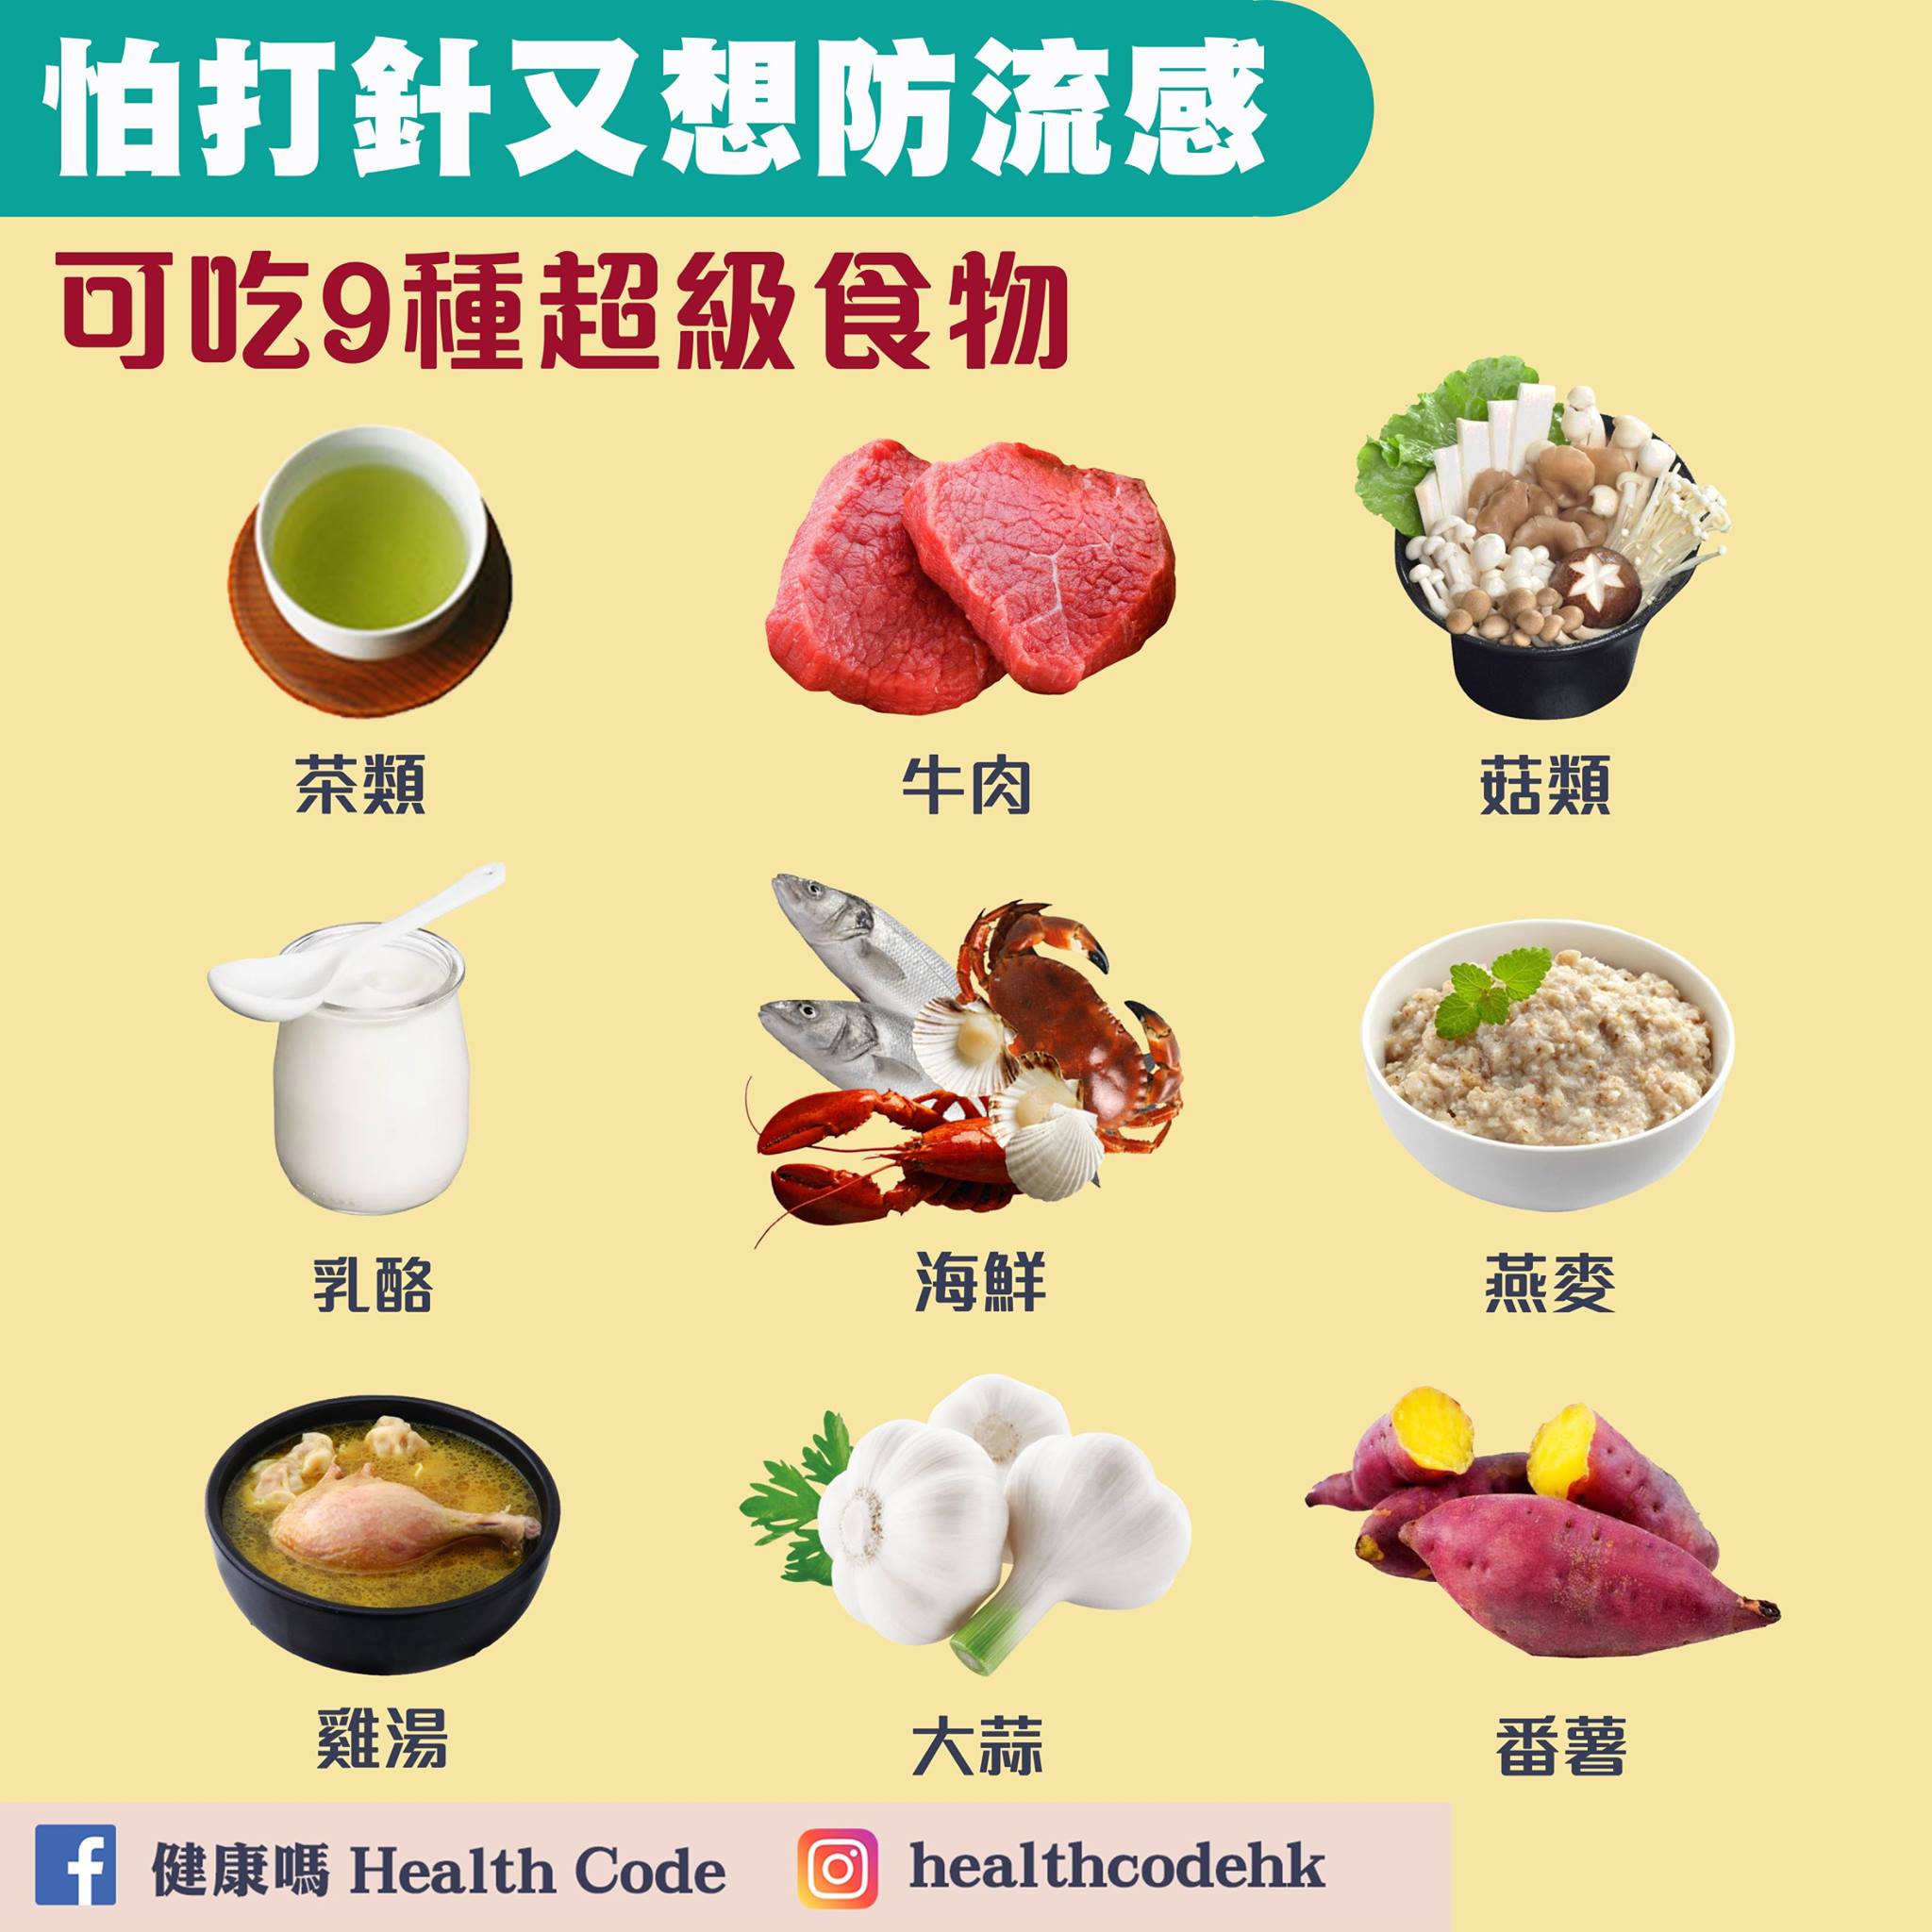 怕打針又想防流感
可吃9種超級食物
茶類
牛肉
菇類
乳酪
海鮮
燕麥
雞湯
大蒜
番薯
健康嗎 Health Code
healthcodehk